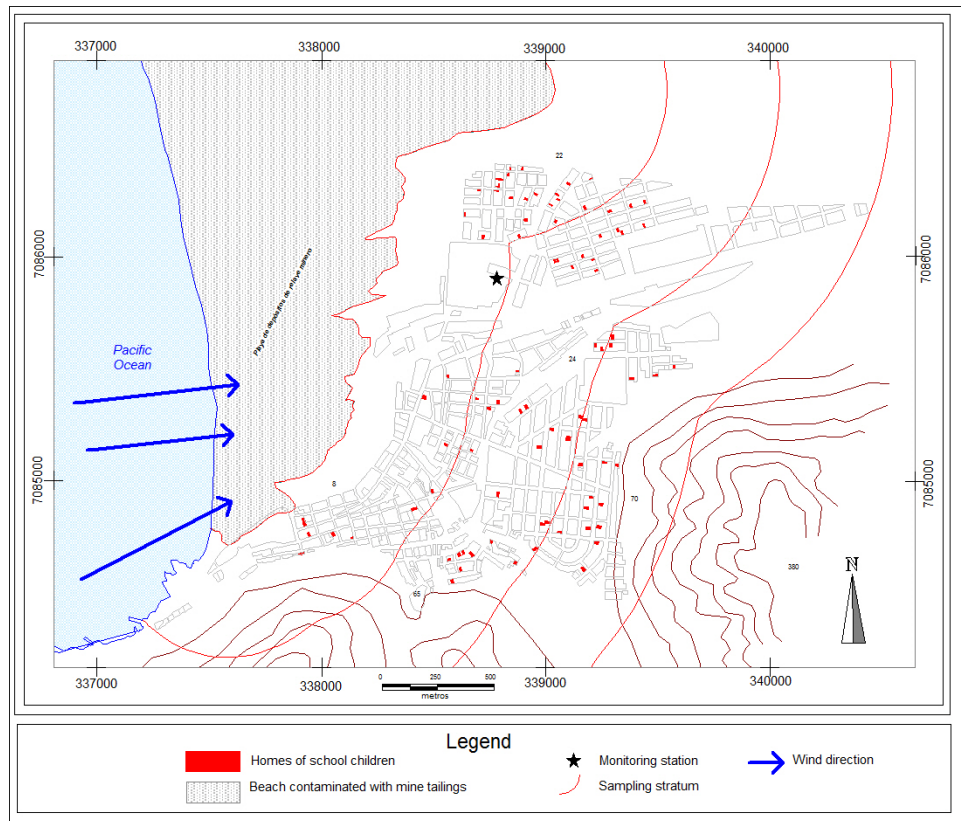 337000
338000
339000
340000
22
7086000
7086000
Pacific
Ocean
24
7085000
8
70
7085000
380
65
N
337000
338000
0
250
500
metros
339000
340000
Legend
Homes of school children
Monitoring station
Wind direction
Beach contaminated with mine tailings
Sampling stratum